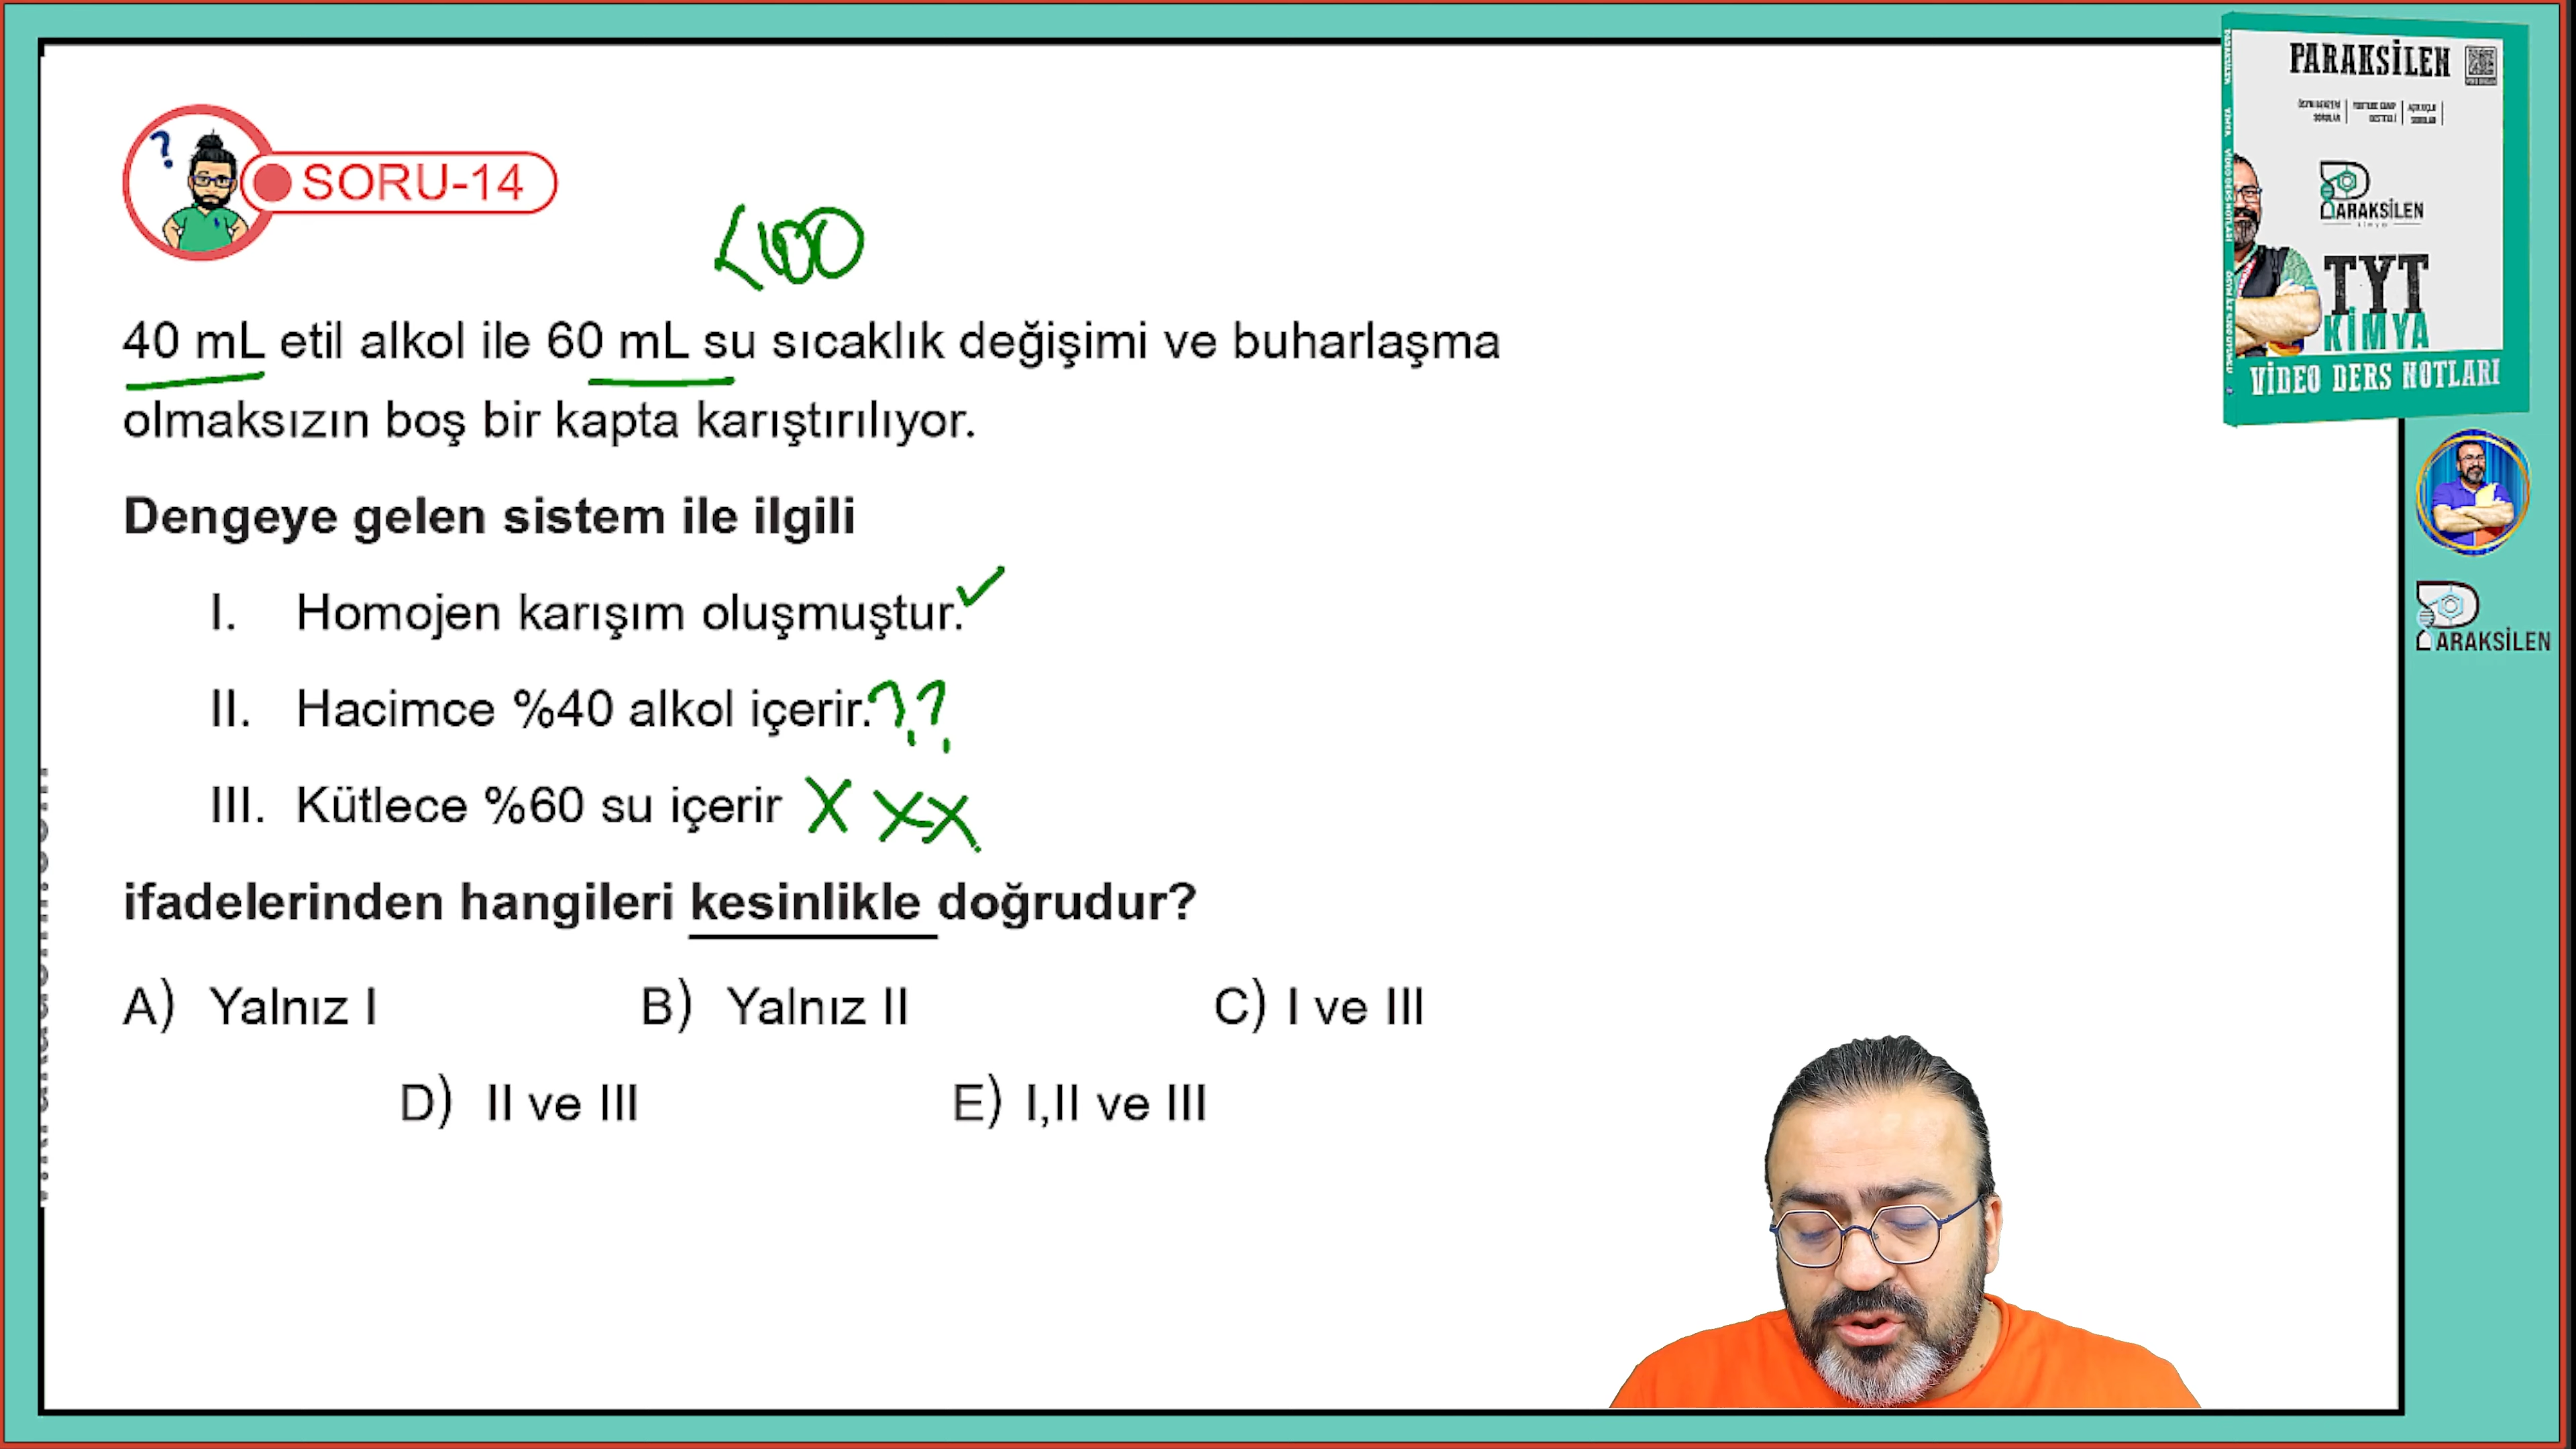 SORU-14
<100
40 mL etil alkol ile 60 mL su sıcaklık değişimi ve buharlaşma
olmaksızın boş bir kapta karıştırılıyor.
Dengeye gelen sistem ile ilgili
I. Homojen karışım oluşmuştur. ✓
II. Hacimce %40 alkol içerir. ??
III. Kütlece %60 su içerir X X X
ifadelerinden hangileri kesinlikle doğrudur?
A) Yalnız I
B) Yalnız II
C) I ve III
D) II ve III
E) I,II ve III
PARAKSİLEN
PARAKSİLEN
TYT
KİMYA
VİDEO DERS NOTLARI
PARAKSİLEN